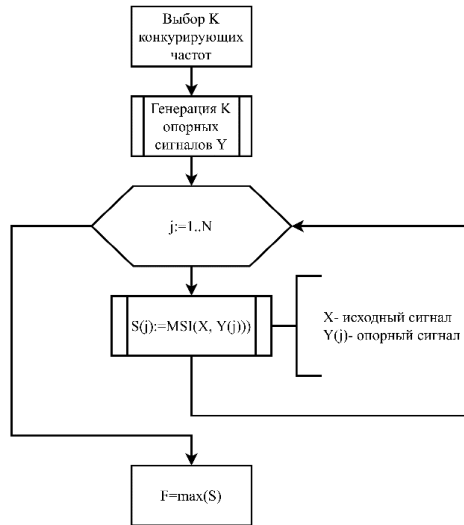 Выбор K
конкурирующих
частот
Генерация K
опорных
сигналов Y
j:=1..N
S(j):=MSI(X, Y(j)))
X- исходный сигнал
Y(j)- опорный сигнал
F=max(S)